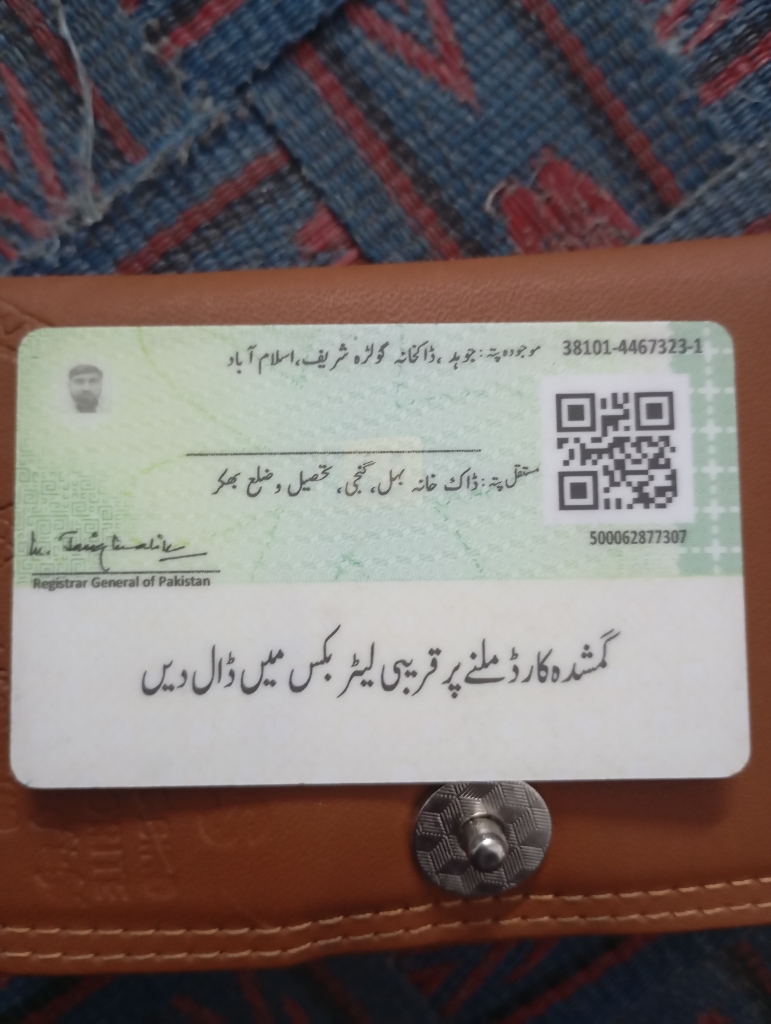 38101-4467323-1
موجودہ پتہ: جوہد، ڈاکخانہ گولڑہ شریف، اسلام آباد
مستقل پتہ: ڈاک خانہ بہل، گنجی، تحصیل و ضلع بھکر
500062877307
Registrar General of Pakistan
گمشدہ کارڈ ملنے پر قریبی لیٹر بکس میں ڈال دیں